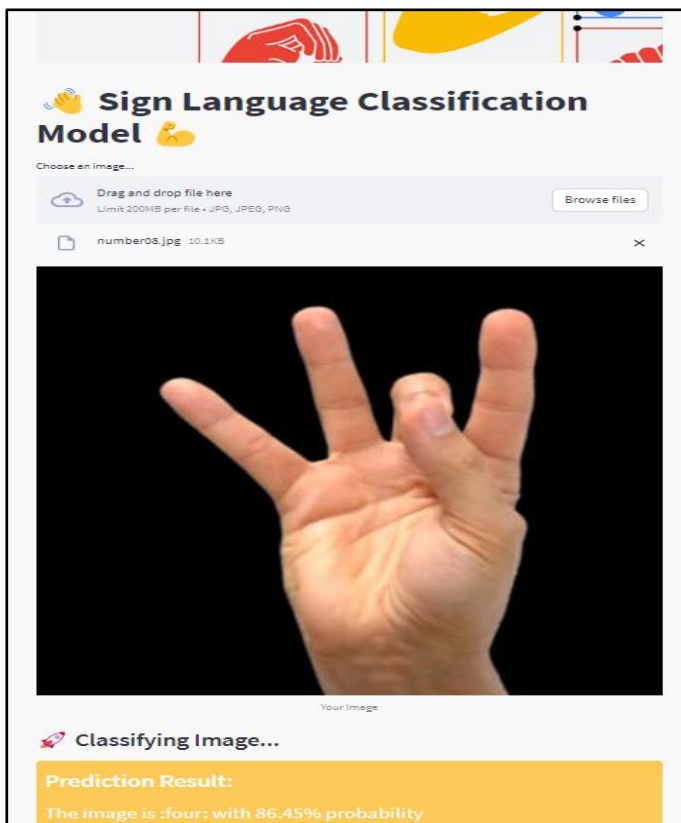 👋 Sign Language Classification
Model 💪
Choose an image...
Drag and drop file here
Limit 200MB per file • JPG, JPEG, PNG
Browse files
number08.jpg 10.1KB
Your Image
🚀 Classifying Image...
Prediction Result:
The image is :four: with 86.45% probability